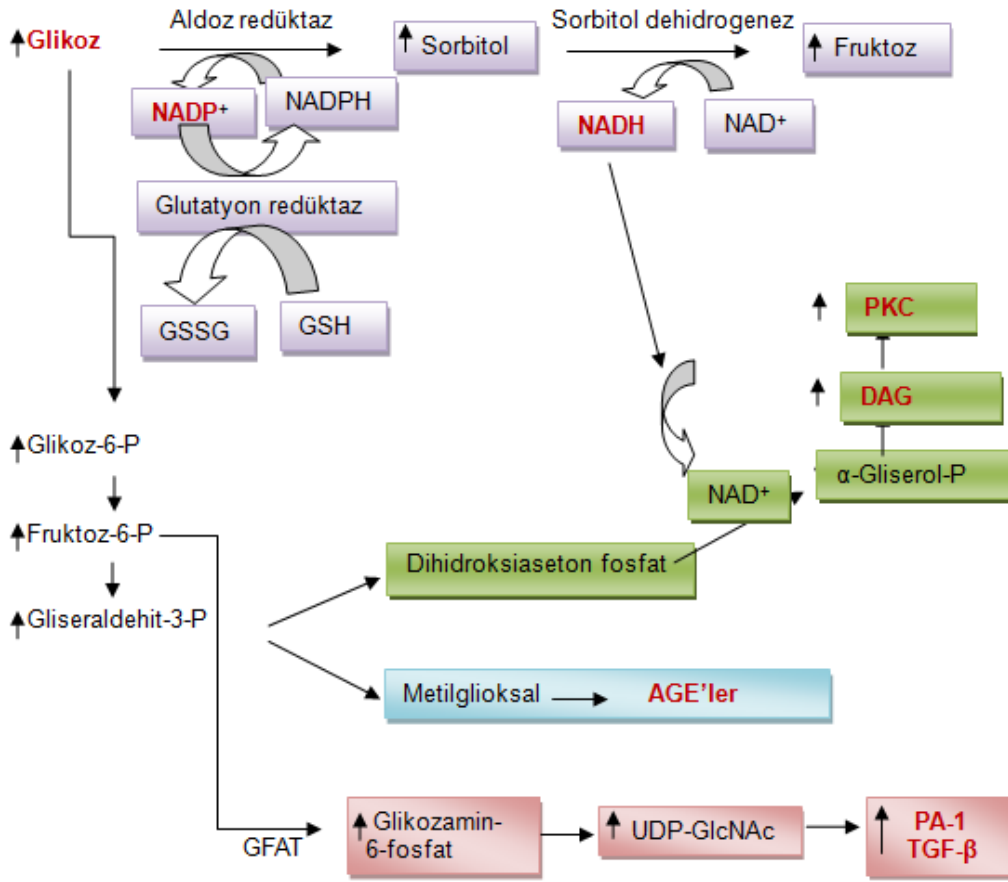 Aldoz redüktaz
Sorbitol dehidrogenez
Glikoz
Sorbitol
Fruktoz
NADP+
NADPH
NADH
NAD+
Glutatyon redüktaz
GSSG
GSH
PKC
DAG
α-Gliserol-P
NAD+
Glikoz-6-P
Fruktoz-6-P
Gliseraldehit-3-P
Dihidroksiaseton fosfat
Metilglioksal
AGE’ler
GFAT
Glikozamin-
6-fosfat
UDP-GlcNAc
PA-1
TGF-β